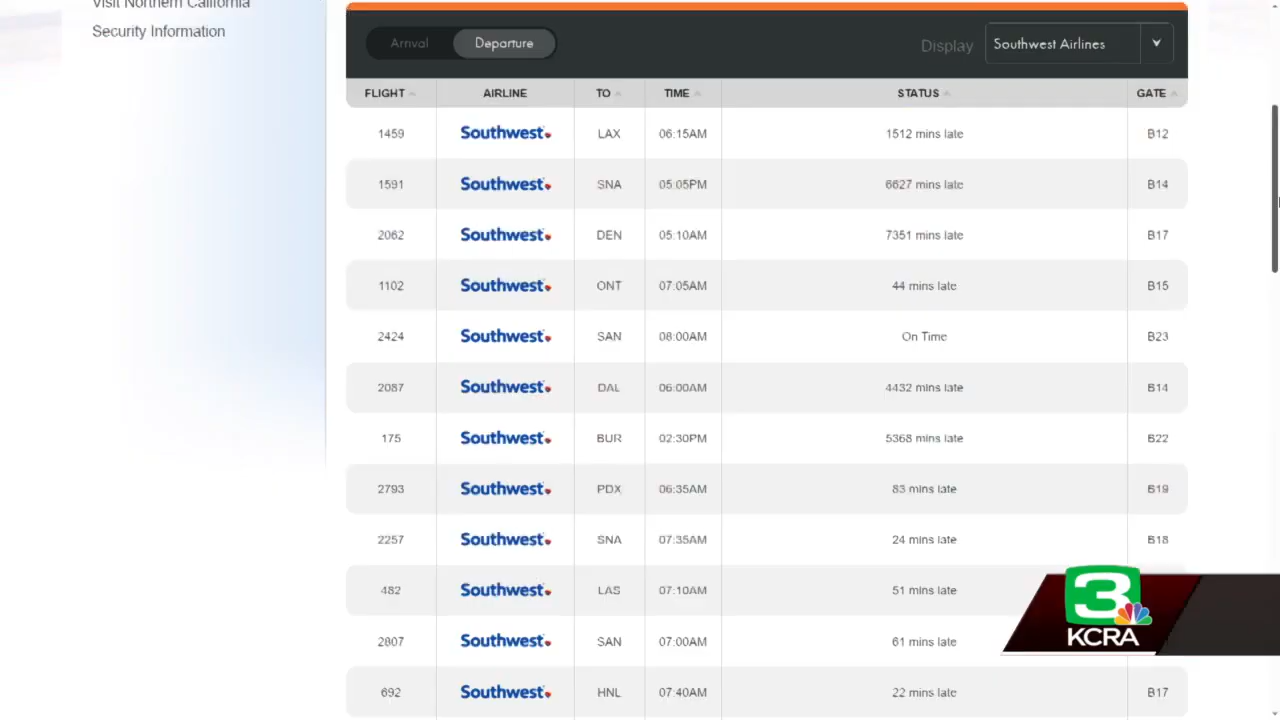 Visit Northern California
Security Information
Arrival Departure Display Southwest Airlines
FLIGHT AIRLINE TO TIME STATUS GATE
1459 Southwest LAX 06:15AM 1512 mins late B12
1591 Southwest SNA 05:05PM 6627 mins late B14
2062 Southwest DEN 05:10AM 7351 mins late B17
1102 Southwest ONT 07:05AM 44 mins late B15
2424 Southwest SAN 08:00AM On Time B23
2087 Southwest DAL 06:00AM 4432 mins late B14
175 Southwest BUR 02:30PM 5368 mins late B22
2793 Southwest PDX 06:35AM 83 mins late B19
2257 Southwest SNA 07:35AM 24 mins late B18
482 Southwest LAS 07:10AM 51 mins late
2807 Southwest SAN 07:00AM 61 mins late
692 Southwest HNL 07:40AM 22 mins late B17
3
KCRA